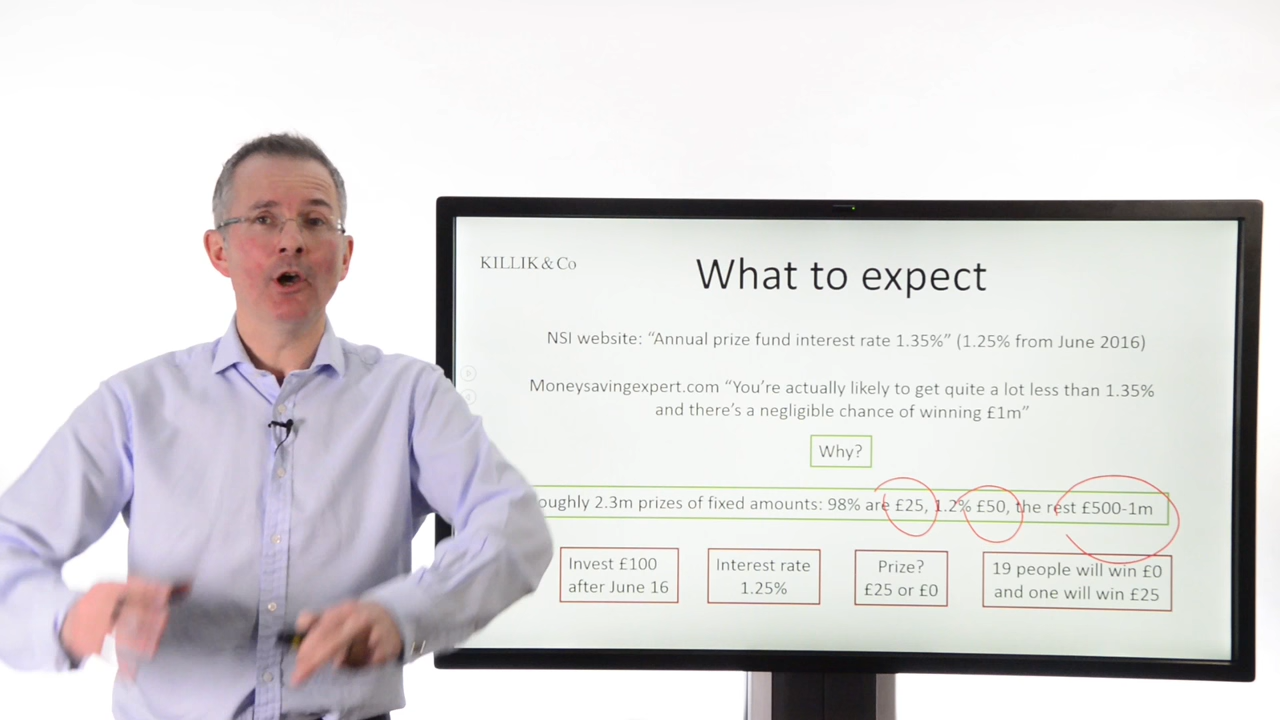 KILLIK & Co
What to expect
NSI website: “Annual prize fund interest rate 1.35%” (1.25% from June 2016)
Moneysavingexpert.com “You’re actually likely to get quite a lot less than 1.35%
and there’s a negligible chance of winning £1m”
Why?
2.3m prizes of fixed amounts: 98% are £25, 1.2% £50, the rest £500-1m
Invest £100
after June 16
Interest rate
1.25%
Prize?
£25 or £0
19 people will win £0
and one will win £25